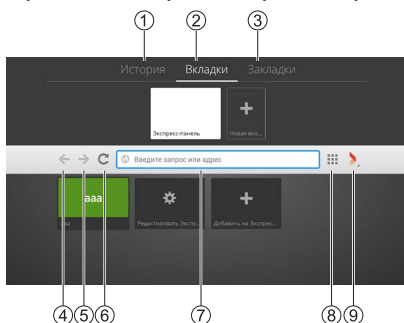 1 2 3
История Вкладки Закладки
Экспресс-панель Новая вкл...
Введите запрос или адрес
aaa
aaa Редактировать Экспр... Добавить на Экспрес...
4 5 6 7 8 9